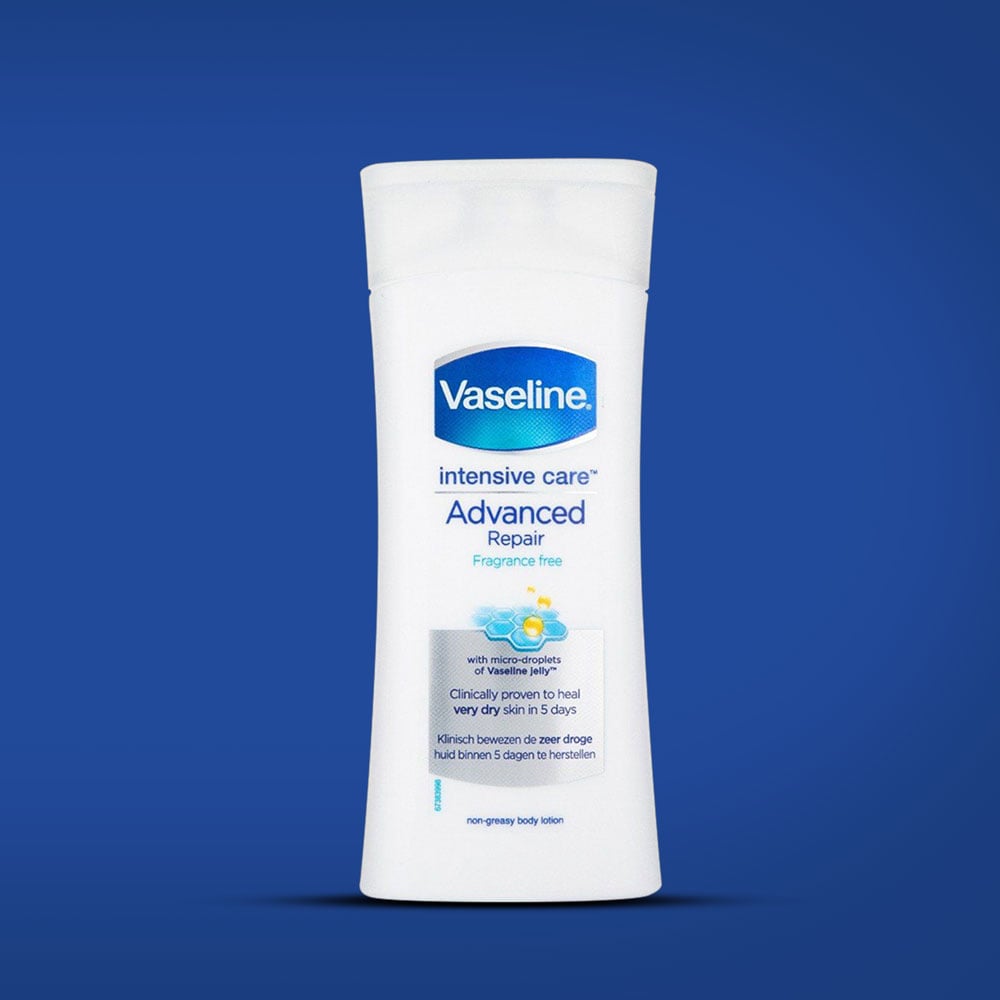 Vaseline®
intensive care™
Advanced
Repair
Fragrance free
with micro-droplets
of Vaseline Jelly™
Clinically proven to heal
very dry skin in 5 days
Klinisch bewezen de zeer droge
huid binnen 5 dagen te herstellen
67383996
non-greasy body lotion